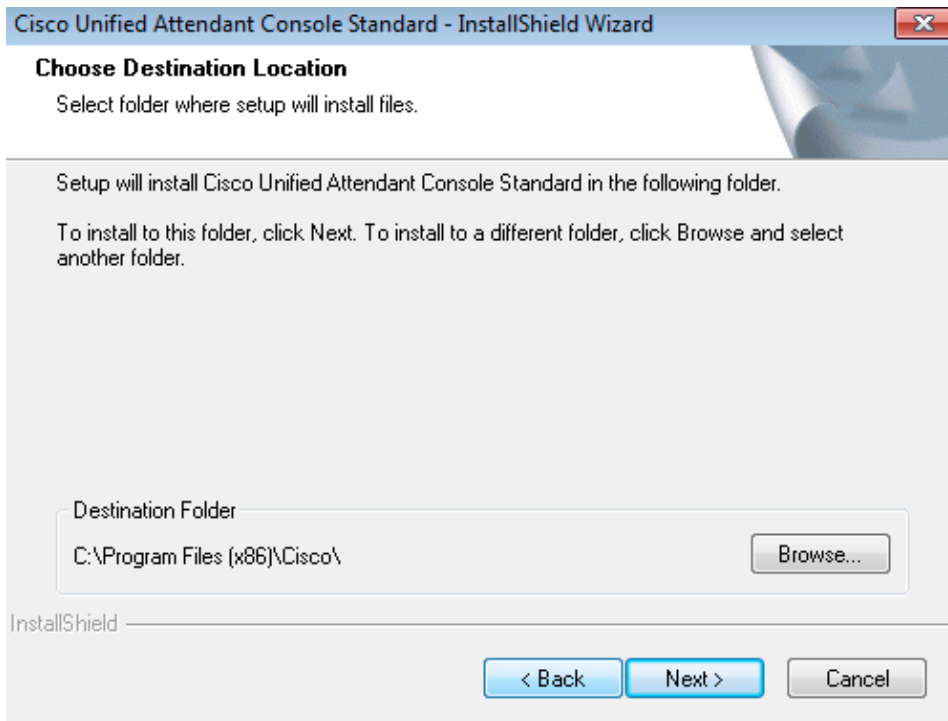 Cisco Unified Attendant Console Standard - InstallShield Wizard
Choose Destination Location
Select folder where setup will install files.
Setup will install Cisco Unified Attendant Console Standard in the following folder.
To install to this folder, click Next. To install to a different folder, click Browse and select
another folder.
Destination Folder
C:\Program Files (x86)\Cisco\
Browse...
InstallShield
< Back
Next >
Cancel